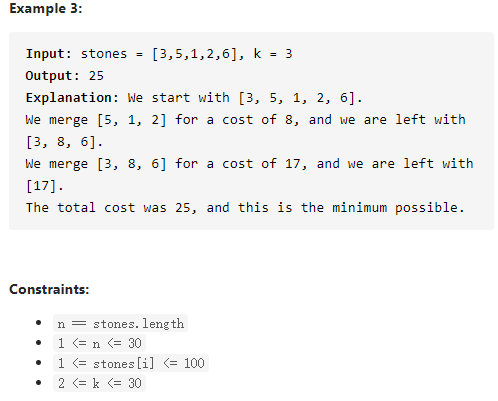 Example 3:
Input: stones = [3,5,1,2,6], k = 3
Output: 25
Explanation: We start with [3, 5, 1, 2, 6].
We merge [5, 1, 2] for a cost of 8, and we are left with
[3, 8, 6].
We merge [3, 8, 6] for a cost of 17, and we are left with
[17].
The total cost was 25, and this is the minimum possible.
Constraints:
• n == stones.length
• 1 <= n <= 30
• 1 <= stones[i] <= 100
• 2 <= k <= 30